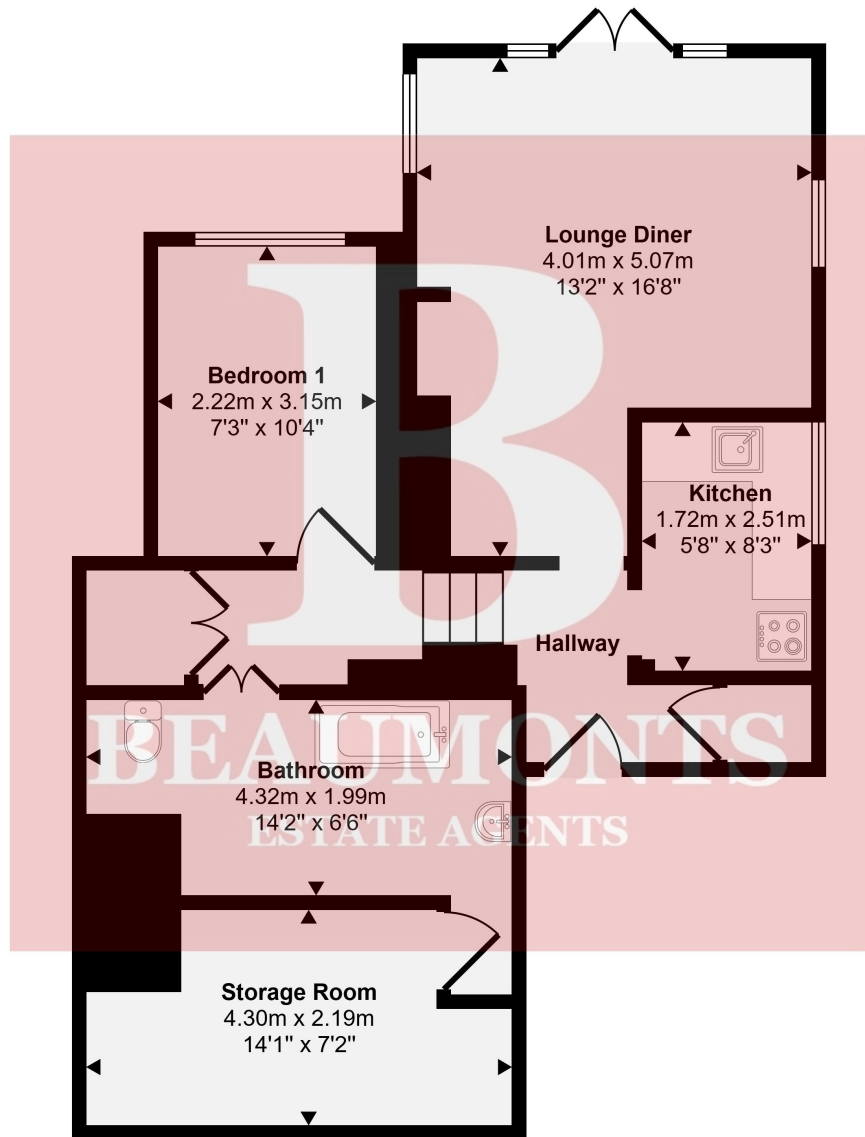 Lounge Diner
4.01m x 5.07m
13'2" x 16'8"
Bedroom 1
2.22m x 3.15m
7'3" x 10'4"
Kitchen
1.72m x 2.51m
5'8" x 8'3"
Hallway
B
BEAUMONTS
ESTATE AGENTS
Bathroom
4.32m x 1.99m
14'2" x 6'6"
Storage Room
4.30m x 2.19m
14'1" x 7'2"